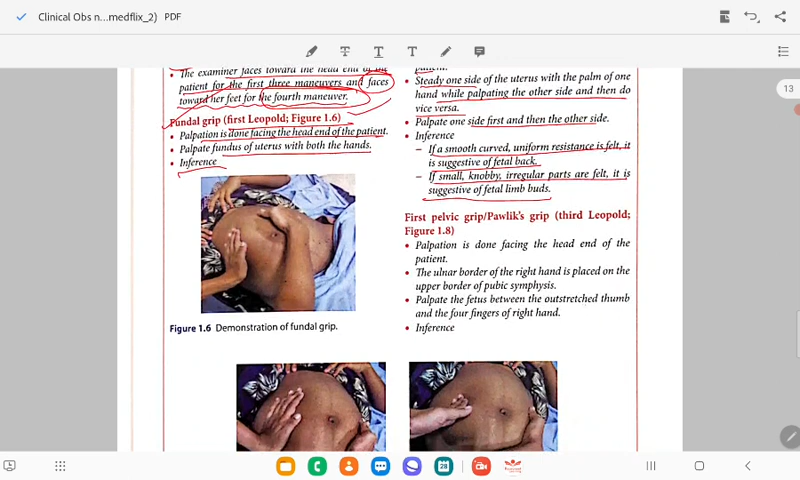 Clinical Obs n...medflix_2) PDF
13
• The examiner faces toward the head end of the
patient for the first three maneuvers and faces
toward her feet for the fourth maneuver.
Fundal grip (first Leopold; Figure 1.6)
• Palpation is done facing the head end of the patient.
• Palpate fundus of uterus with both the hands.
• Inference
Figure 1.6 Demonstration of fundal grip.
patient.
• Steady one side of the uterus with the palm of one
hand while palpating the other side and then do
vice versa.
• Palpate one side first and then the other side.
• Inference
– If a smooth curved, uniform resistance is felt, it
is suggestive of fetal back.
– If small, knobby, irregular parts are felt, it is
suggestive of fetal limb buds.
First pelvic grip/Pawlik's grip (third Leopold;
Figure 1.8)
• Palpation is done facing the head end of the
patient.
• The ulnar border of the right hand is placed on the
upper border of pubic symphysis.
• Palpate the fetus between the outstretched thumb
and the four fingers of right hand.
• Inference
28